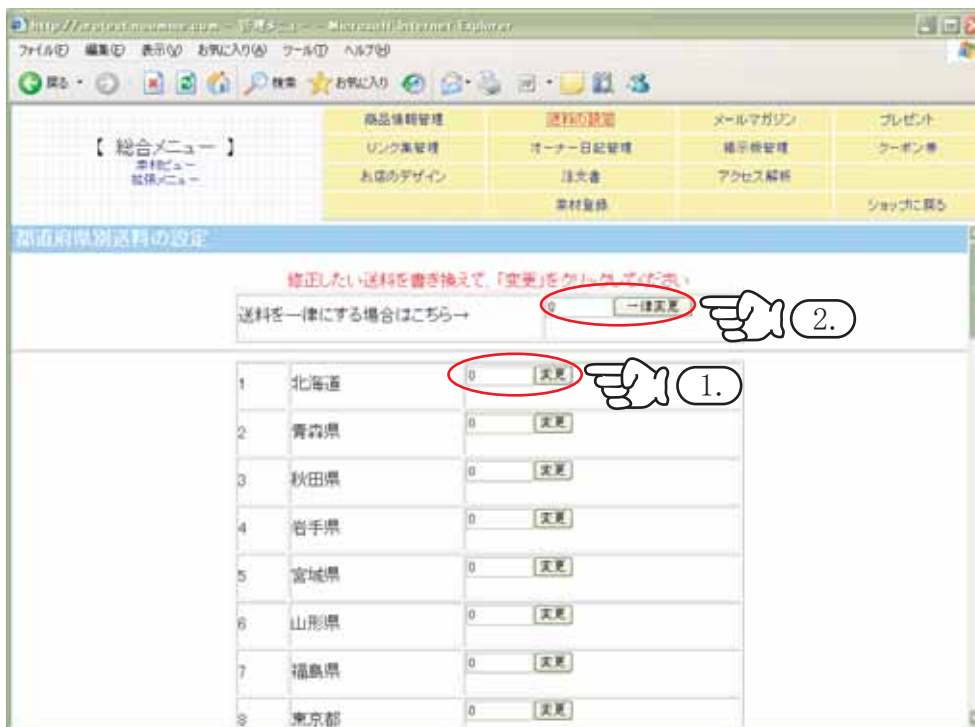 管理メニュー - Microsoft Internet Explorer
ファイル(F) 編集(E) 表示(V) お気に入り(A) ツール(T) ヘルプ(H)
戻る 検索 お気に入り
商品情報管理 送料の設定 メールマガジン プレゼント
【 総合メニュー 】 リンク集管理 オーナー日記管理 掲示板管理 クーポン券
素材ビュー
拡張メニュー お店のデザイン 注文書 アクセス解析
素材登録 ショップに戻る
都道府県別送料の設定
修正したい送料を書き換えて、「変更」をクリックしてください
送料を一律にする場合はこちら→ 0 一律変更 2.
1 北海道 0 変更 1.
2 青森県 0 変更
3 秋田県 0 変更
4 岩手県 0 変更
5 宮城県 0 変更
6 山形県 0 変更
7 福島県 0 変更
8 東京都 0 変更